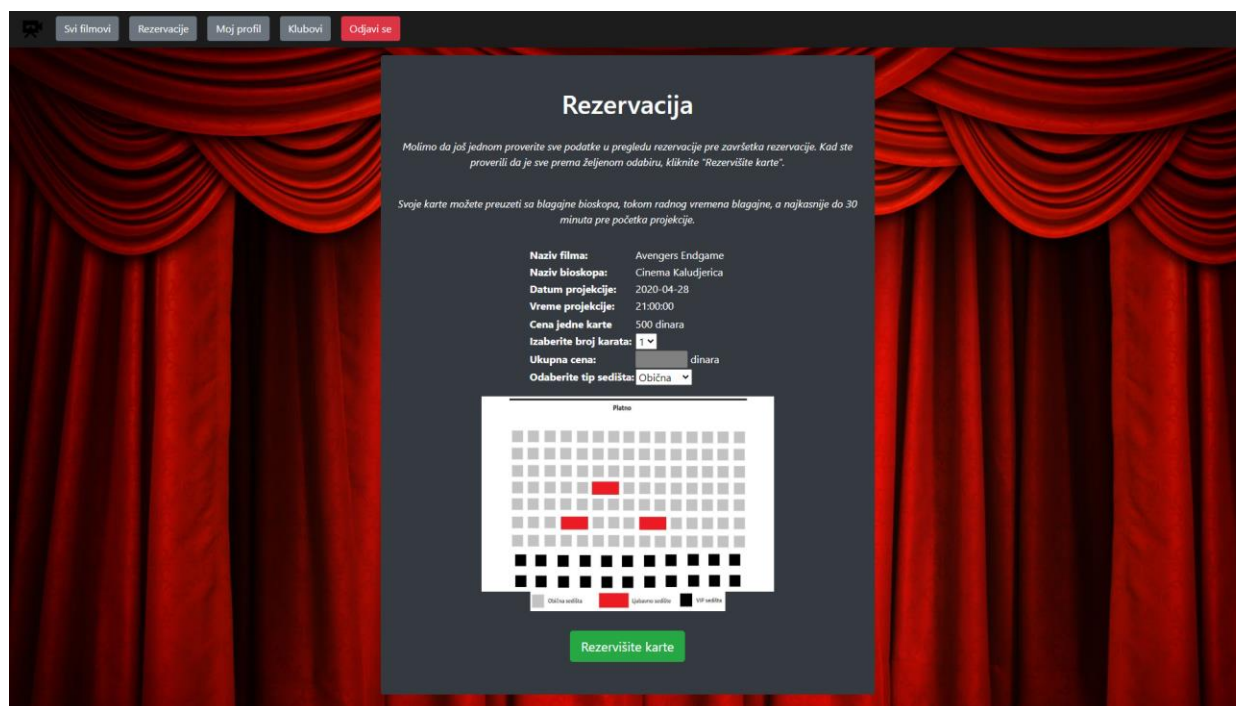 Svi filmovi Rezervacije Moj profil Klubovi Odjavi se
Rezervacija
Molimo da još jednom proverite sve podatke u pregledu rezervacije pre završetka rezervacije. Kad ste
proverili da je sve prema željenom odabiru, kliknite "Rezervišite karte".
Svoje karte možete preuzeti sa blagajne bioskopa, tokom radnog vremena blagajne, a najkasnije do 30
minuta pre početka projekcije.
Naziv filma: Avengers Endgame
Naziv bioskopa: Cinema Kaludjerica
Datum projekcije: 2020-04-28
Vreme projekcije: 21:00:00
Cena jedne karte 500 dinara
Izaberite broj karata: 1
Ukupna cena: dinara
Odaberite tip sedišta: Obična
Platno
Obična sedišta Ljubavno sedište VIP sedišta
Rezervišite karte